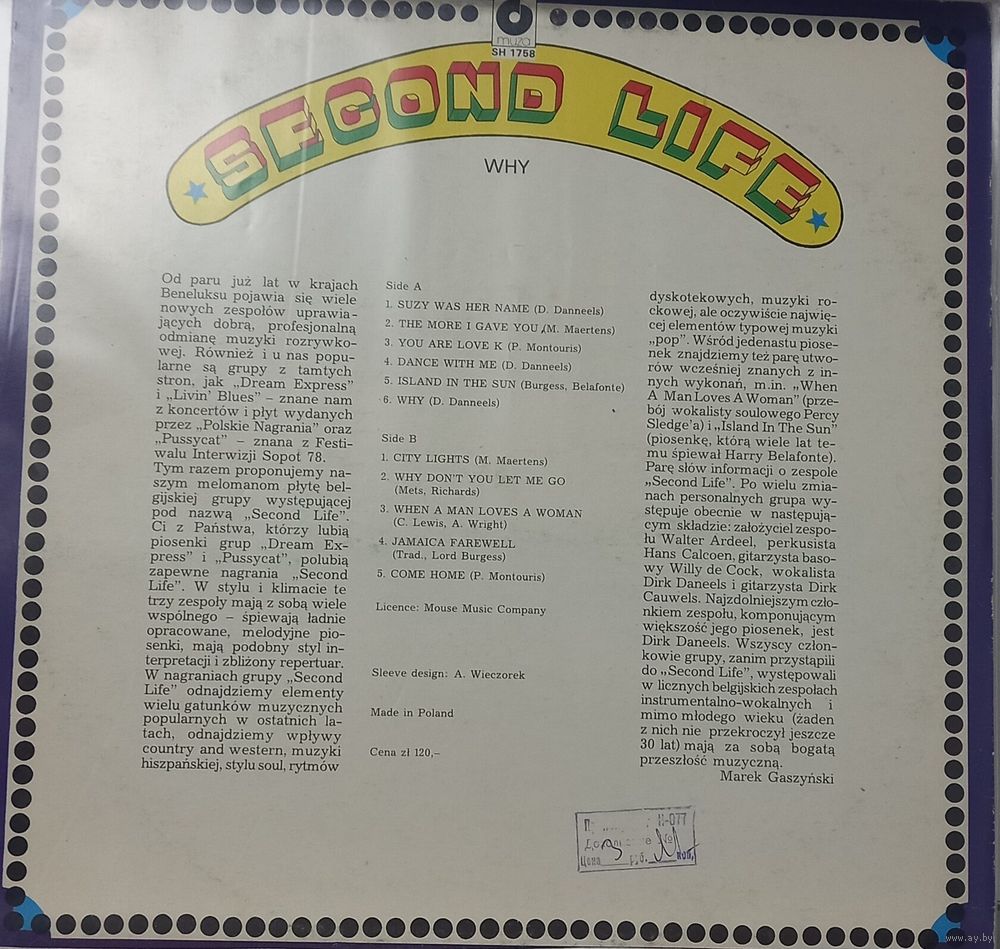 muza
SH 1758
SECOND LIFE
WHY
Od paru już lat w krajach
Beneluksu pojawia się wiele
nowych zespołów uprawia-
jących dobrą, profesjonalną
odmianę muzyki rozrywko-
wej. Również i u nas popu-
larne są grupy z tamtych
stron, jak „Dream Express”
i „Livin’ Blues” – znane nam
z koncertów i płyt wydanych
przez „Polskie Nagrania” oraz
„Pussycat” – znana z Festi-
walu Interwizji Sopot 78.
Tym razem proponujemy na-
szym melomanom płytę bel-
gijskiej grupy występującej
pod nazwą „Second Life”.
Ci z Państwa, którzy lubią
piosenki grup „Dream Ex-
press” i „Pussycat”, polubią
zapewne nagrania „Second
Life”. W stylu i klimacie te
trzy zespoły mają z sobą wiele
wspólnego – śpiewają ładnie
opracowane, melodyjne pio-
senki, mają podobny styl in-
terpretacji i zbliżony repertuar.
W nagraniach grupy „Second
Life” odnajdziemy elementy
wielu gatunków muzycznych
popularnych w ostatnich la-
tach, odnajdziemy wpływy
country and western, muzyki
hiszpańskiej, stylu soul, rytmów
Side A
1. SUZY WAS HER NAME (D. Danneels)
2. THE MORE I GAVE YOU (M. Maertens)
3. YOU ARE LOVE K (P. Montouris)
4. DANCE WITH ME (D. Danneels)
5. ISLAND IN THE SUN (Burgess, Belafonte)
6. WHY (D. Danneels)
Side B
1. CITY LIGHTS (M. Maertens)
2. WHY DON'T YOU LET ME GO
(Mets, Richards)
3. WHEN A MAN LOVES A WOMAN
(C. Lewis, A. Wright)
4. JAMAICA FAREWELL
(Trad., Lord Burgess)
5. COME HOME (P. Montouris)
Licence: Mouse Music Company
Sleeve design: A. Wieczorek
Made in Poland
Cena zł 120,–
dyskotekowych, muzyki ro-
ckowej, ale oczywiście najwię-
cej elementów typowej muzyki
„pop”. Wśród jedenastu piose-
nek znajdziemy też parę utwo-
rów wcześniej znanych z in-
nych wykonań, m.in. „When
A Man Loves A Woman” (prze-
bój wokalisty soulowego Percy
Sledge'a) i „Island In The Sun”
(piosenkę, którą wiele lat te-
mu śpiewał Harry Belafonte).
Parę słów informacji o zespole
„Second Life”. Po wielu zmia-
nach personalnych grupa wy-
stępuje obecnie w następują-
cym składzie: założyciel zespo-
łu Walter Ardeel, perkusista
Hans Calcoen, gitarzysta baso-
wy Willy de Cock, wokalista
Dirk Daneels i gitarzysta Dirk
Cauwels. Najzdolniejszym czło-
nkiem zespołu, komponującym
większość jego piosenek, jest
Dirk Daneels. Wszyscy człon-
kowie grupy, zanim przystąpili
do „Second Life”, występowali
w licznych belgijskich zespołach
instrumentalno-wokalnych i
mimo młodego wieku (żaden
z nich nie przekroczył jeszcze
30 lat) mają za sobą bogatą
przeszłość muzyczną.
Marek Gaszyński
Н-077
№
Цена руб. коп.
www.ay.by